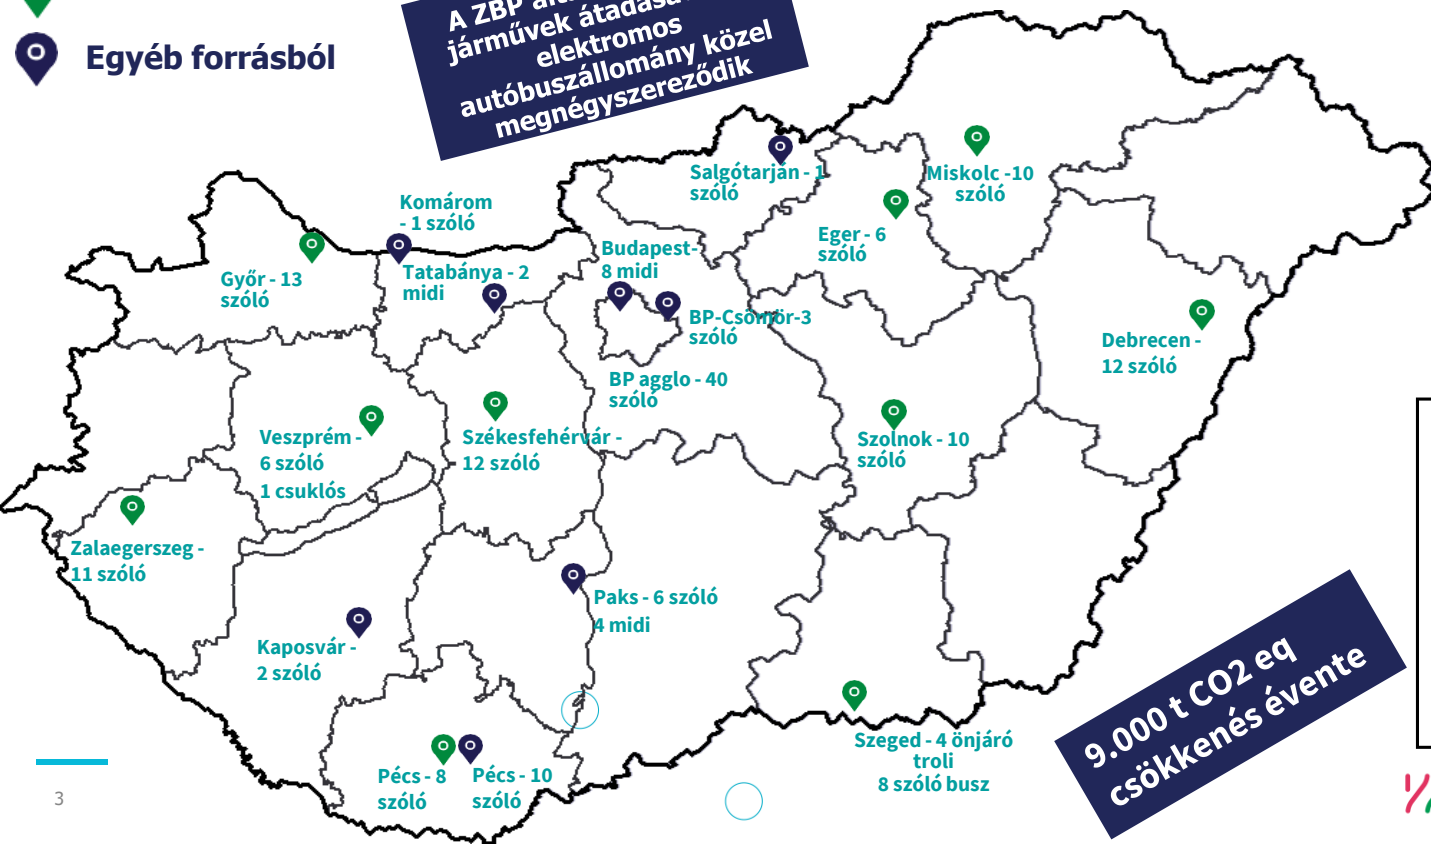 Egyéb forrásból
A ZBP
járművek
elektromos
autóbuszállomány közel
megnégyszereződik
Salgótarján - 1
szóló
Miskolc -10
szóló
Komárom
- 1 szóló
Eger - 6
szóló
Budapest-
8 midi
Győr - 13
szóló
Tatabánya - 2
midi
BP-Csömör-3
szóló
Debrecen -
12 szóló
BP agglo - 40
szóló
Veszprém -
6 szóló
1 csuklós
Székesfehérvár -
12 szóló
Szolnok - 10
szóló
Zalaegerszeg -
11 szóló
Paks - 6 szóló
4 midi
Kaposvár -
2 szóló
9.000 t CO2 eq
csökkenés évente
Szeged - 4 önjáró
troli
8 szóló busz
Pécs - 8
szóló
Pécs - 10
szóló
3